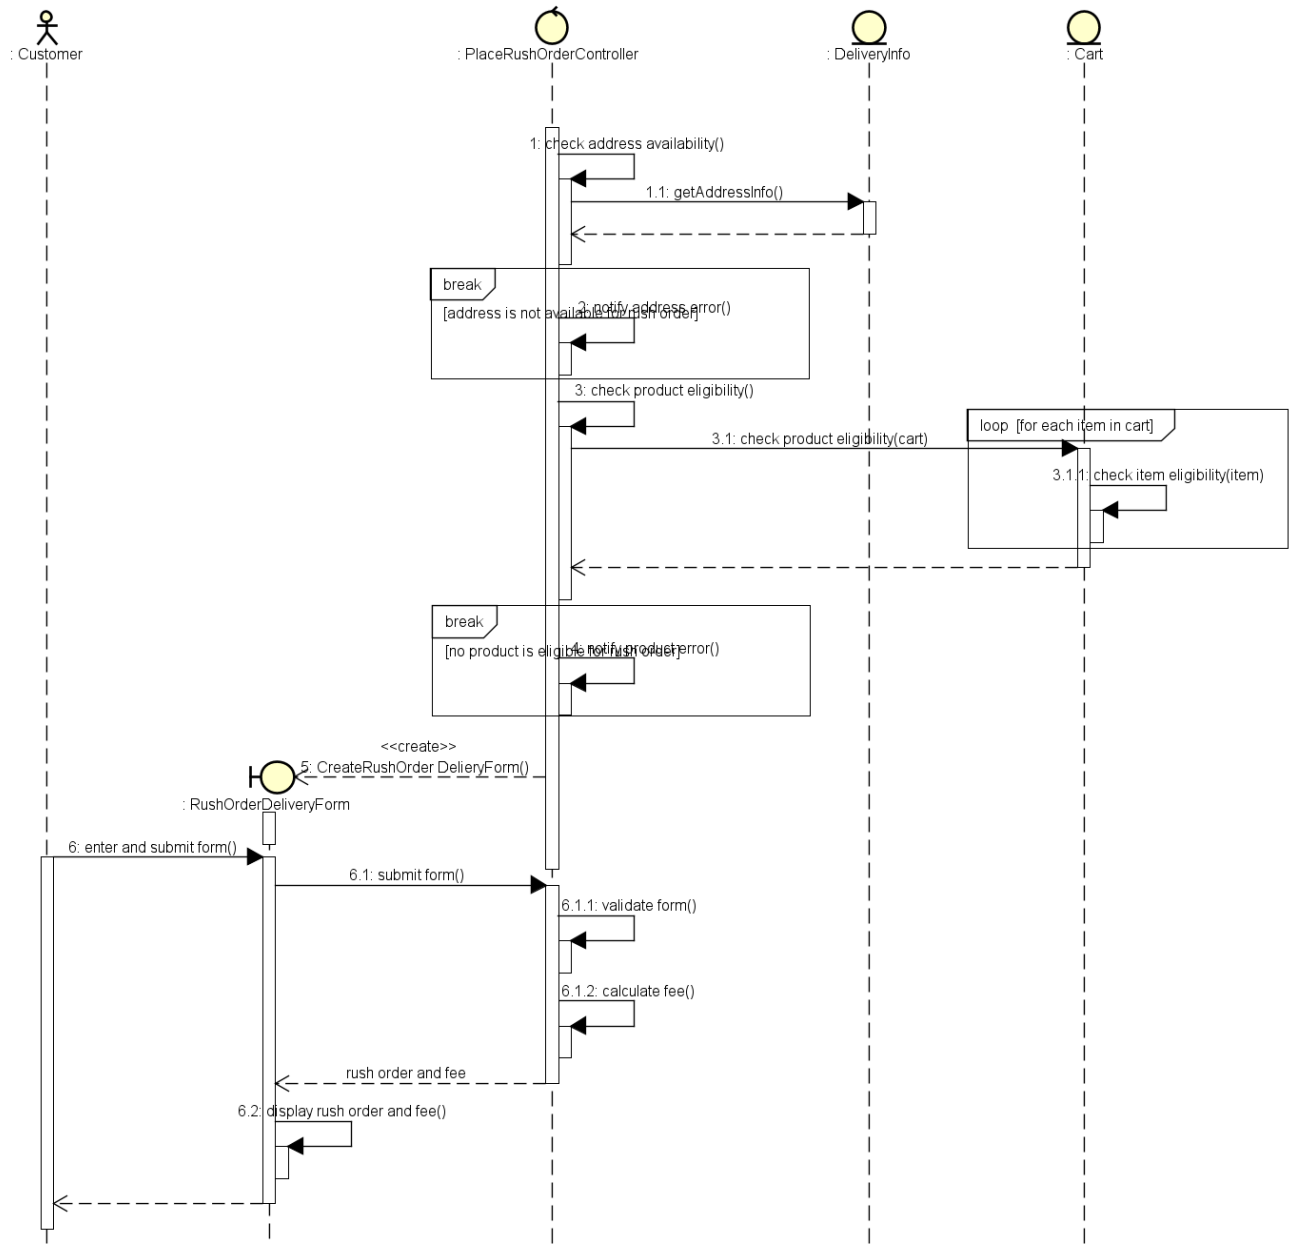 : Customer
: PlaceRushOrderController
: DeliveryInfo
: Cart
1: check address availability()
1.1: getAddressInfo()
break
2: notify address error()
[address is not available for rush order]
3: check product eligibility()
loop [for each item in cart]
3.1: check product eligibility(cart)
3.1.1: check item eligibility(item)
break
4: notify product error()
[no product is eligible for rush order]
<<create>>
5: CreateRushOrder DelieryForm()
: RushOrderDeliveryForm
6: enter and submit form()
6.1: submit form()
6.1.1: validate form()
6.1.2: calculate fee()
rush order and fee
6.2: display rush order and fee()